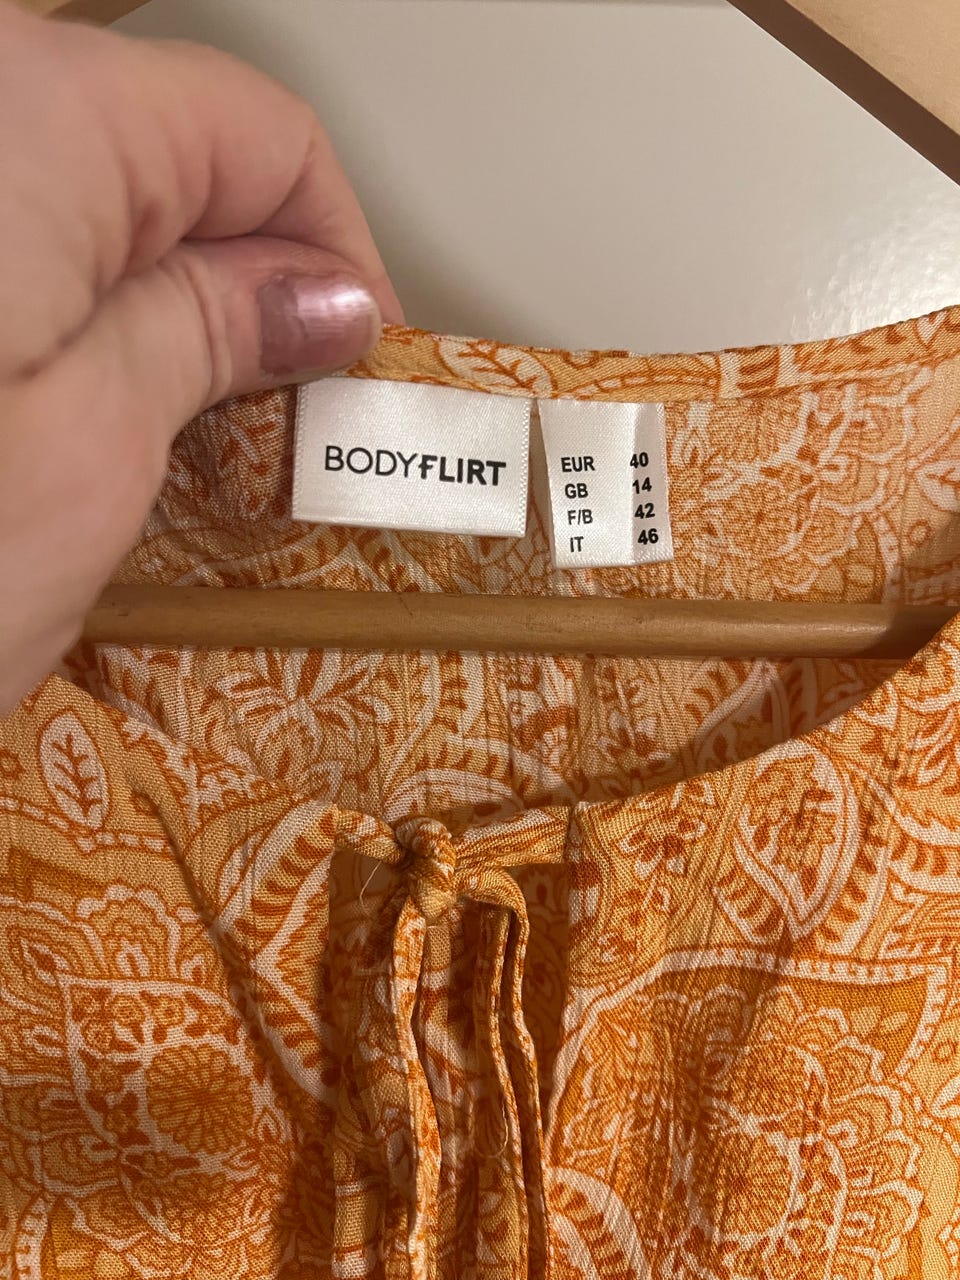 BODYFLIRT
EUR 40
GB 14
F/B 42
IT 46